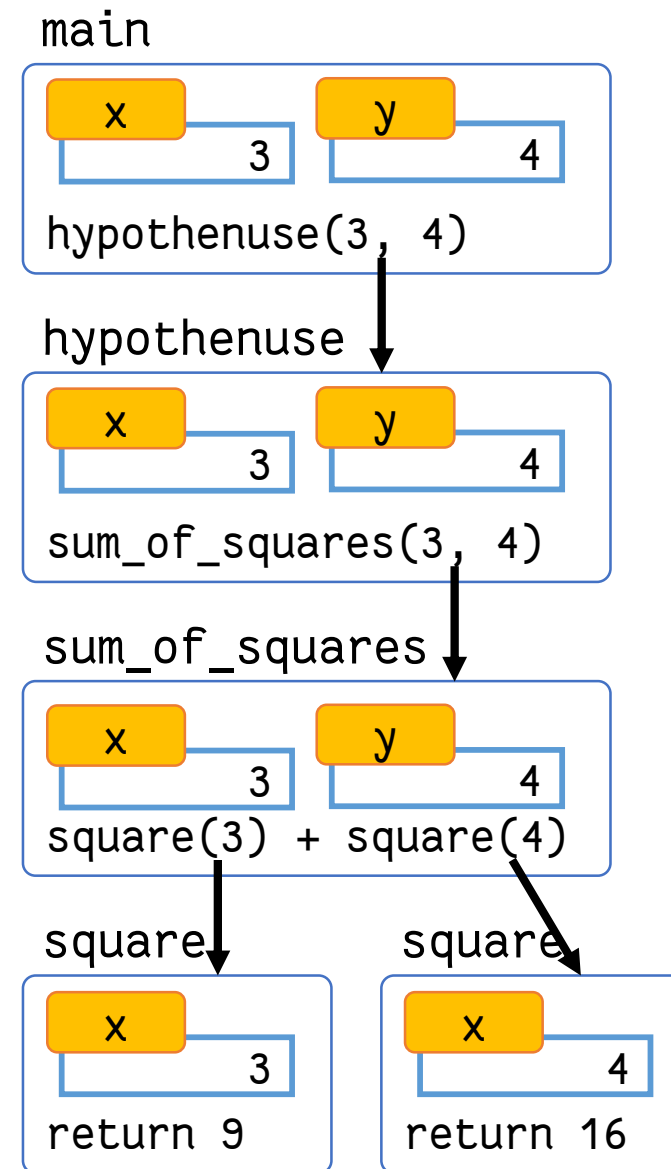 main
x y
3 4
hypothenuse(3, 4)
hypothenuse
x y
3 4
sum_of_squares(3, 4)
sum_of_squares
x y
3 4
square(3) + square(4)
square square
x x
3 4
return 9 return 16